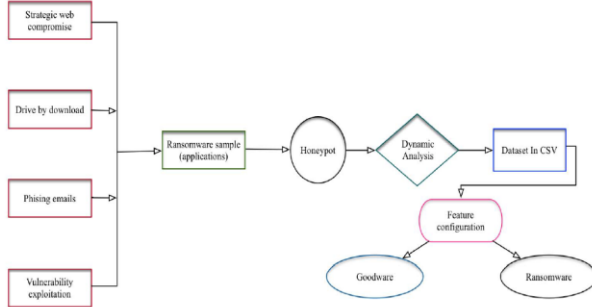 Strategic web
compromise
Drive by download
Phising emails
Vulnerability
exploitation
Ransomware sample
(applications)
Honeypot
Dynamic
Analysis
Dataset In CSV
Feature
configuration
Goodware
Ransomware